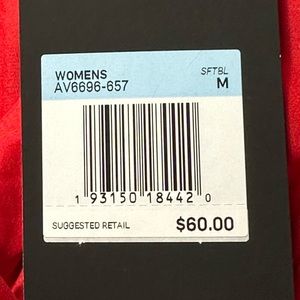 WOMENS SFTBL
AV6696-657 M
1 93150 18442 0
SUGGESTED RETAIL $60.00